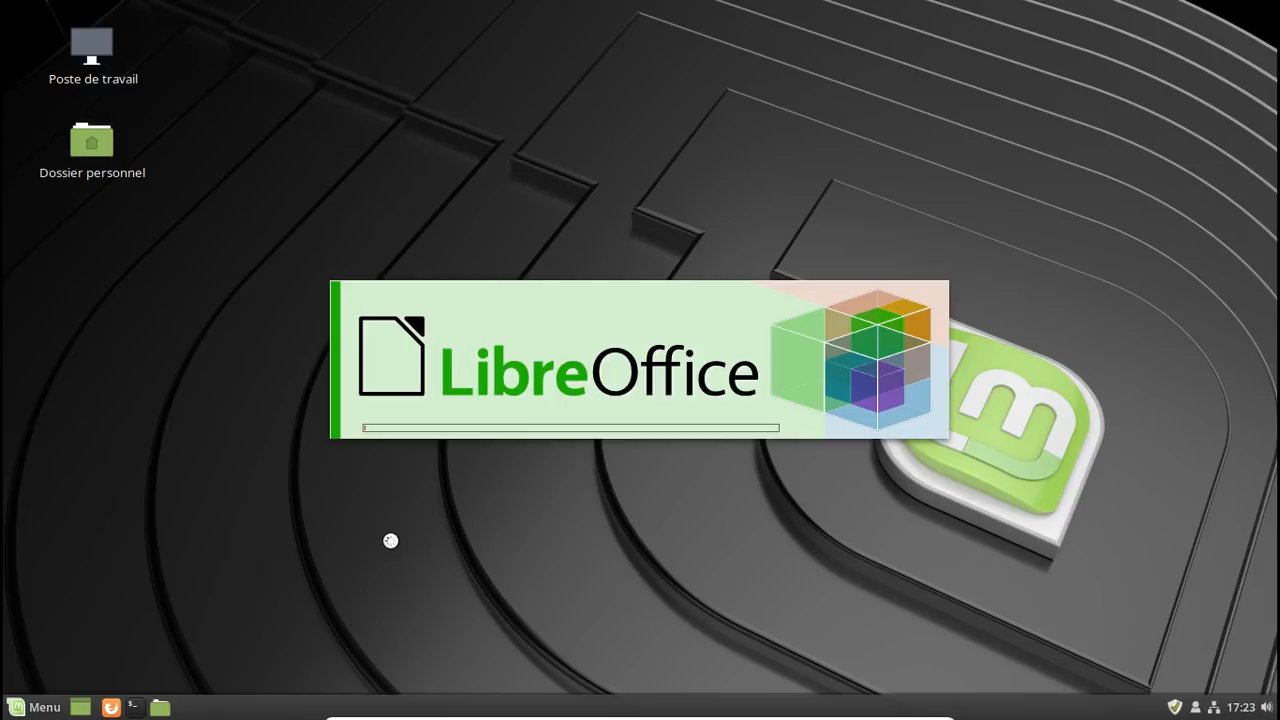 Poste de travail
Dossier personnel
LibreOffice
Menu
17:23